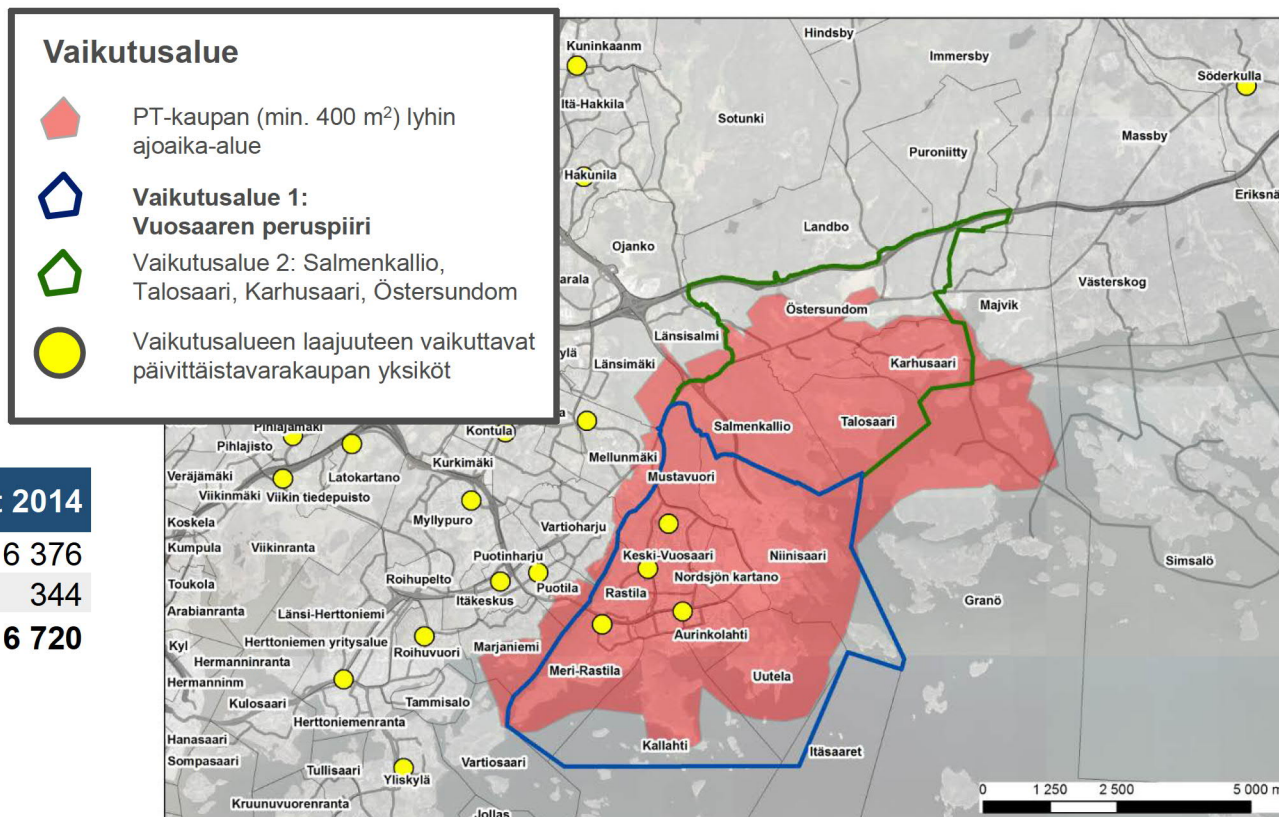 Vaikutusalue
PT-kaupan (min. 400 m²) lyhin
ajoaika-alue
Vaikutusalue 1:
Vuosaaren peruspiiri
Vaikutusalue 2: Salmenkallio,
Talosaari, Karhusaari, Östersundom
Vaikutusalueen laajuuteen vaikuttavat
päivittäistavarakaupan yksiköt
2014
6 376
344
6 720
Kuninkaanm
Hindsby
Immersby
Söderkulla
Itä-Hakkila
Sotunki
Massby
Puroniitty
Hakunila
Eriksnä
Landbo
Ojanko
arala
Västerskog
Östersundom
Majvik
Länsisalmi
ylä
Länsimäki
Karhusaari
Pihlajamäki
Kontula
Salmenkallio
Talosaari
Pihlajisto
Mellunmäki
Kurkimäki
Veräjämäki
Latokartano
Mustavuori
Viikinmäki
Viikin tiedepuisto
Myllypuro
Koskela
Vartioharju
Kumpula
Viikinranta
Puotinharju
Keski-Vuosaari
Niinisaari
Simsalö
Toukola
Roihupelto
Puotila
Nordsjön kartano
Itäkeskus
Rastila
Granö
Arabianranta
Länsi-Herttoniemi
Aurinkolahti
Kyl
Herttoniemen yritysalue
Roihuvuori
Marjaniemi
Hermanninranta
Meri-Rastila
Uutela
Hermanninm
Kulosaari
Tammisalo
Herttoniemenranta
Hanasaari
Kallahti
Itäsaaret
Sompasaari
Tullisaari
Yliskylä
Vartiosaari
Kruunuvuorenranta
Jollas
0 1 250 2 500 5 000 m